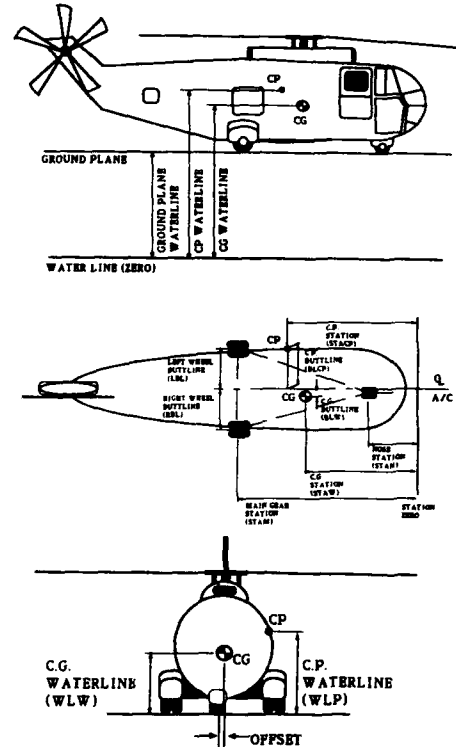 CP
CG
GROUND PLANE
GROUND PLANE
WATERLINE
CP WATERLINE
CG WATERLINE
WATER LINE (ZERO)
CP
C.P.
STATION
(STACP)
LEFT WHEEL
BUTTLINE
(LBL)
C.P.
BUTTLINE
(BLCP)
RIGHT WHEEL
BUTTLINE
(RBL)
CG
C.G.
BUTTLINE
(BLW)
A/C
NOSE
STATION
(STAN)
C.G
STATION
(STAW)
MAIN GEAR
STATION
(STAM)
STATION
ZERO
CP
CG
C.G.
WATERLINE
(WLW)
C.P.
WATERLINE
(WLP)
OFFSET